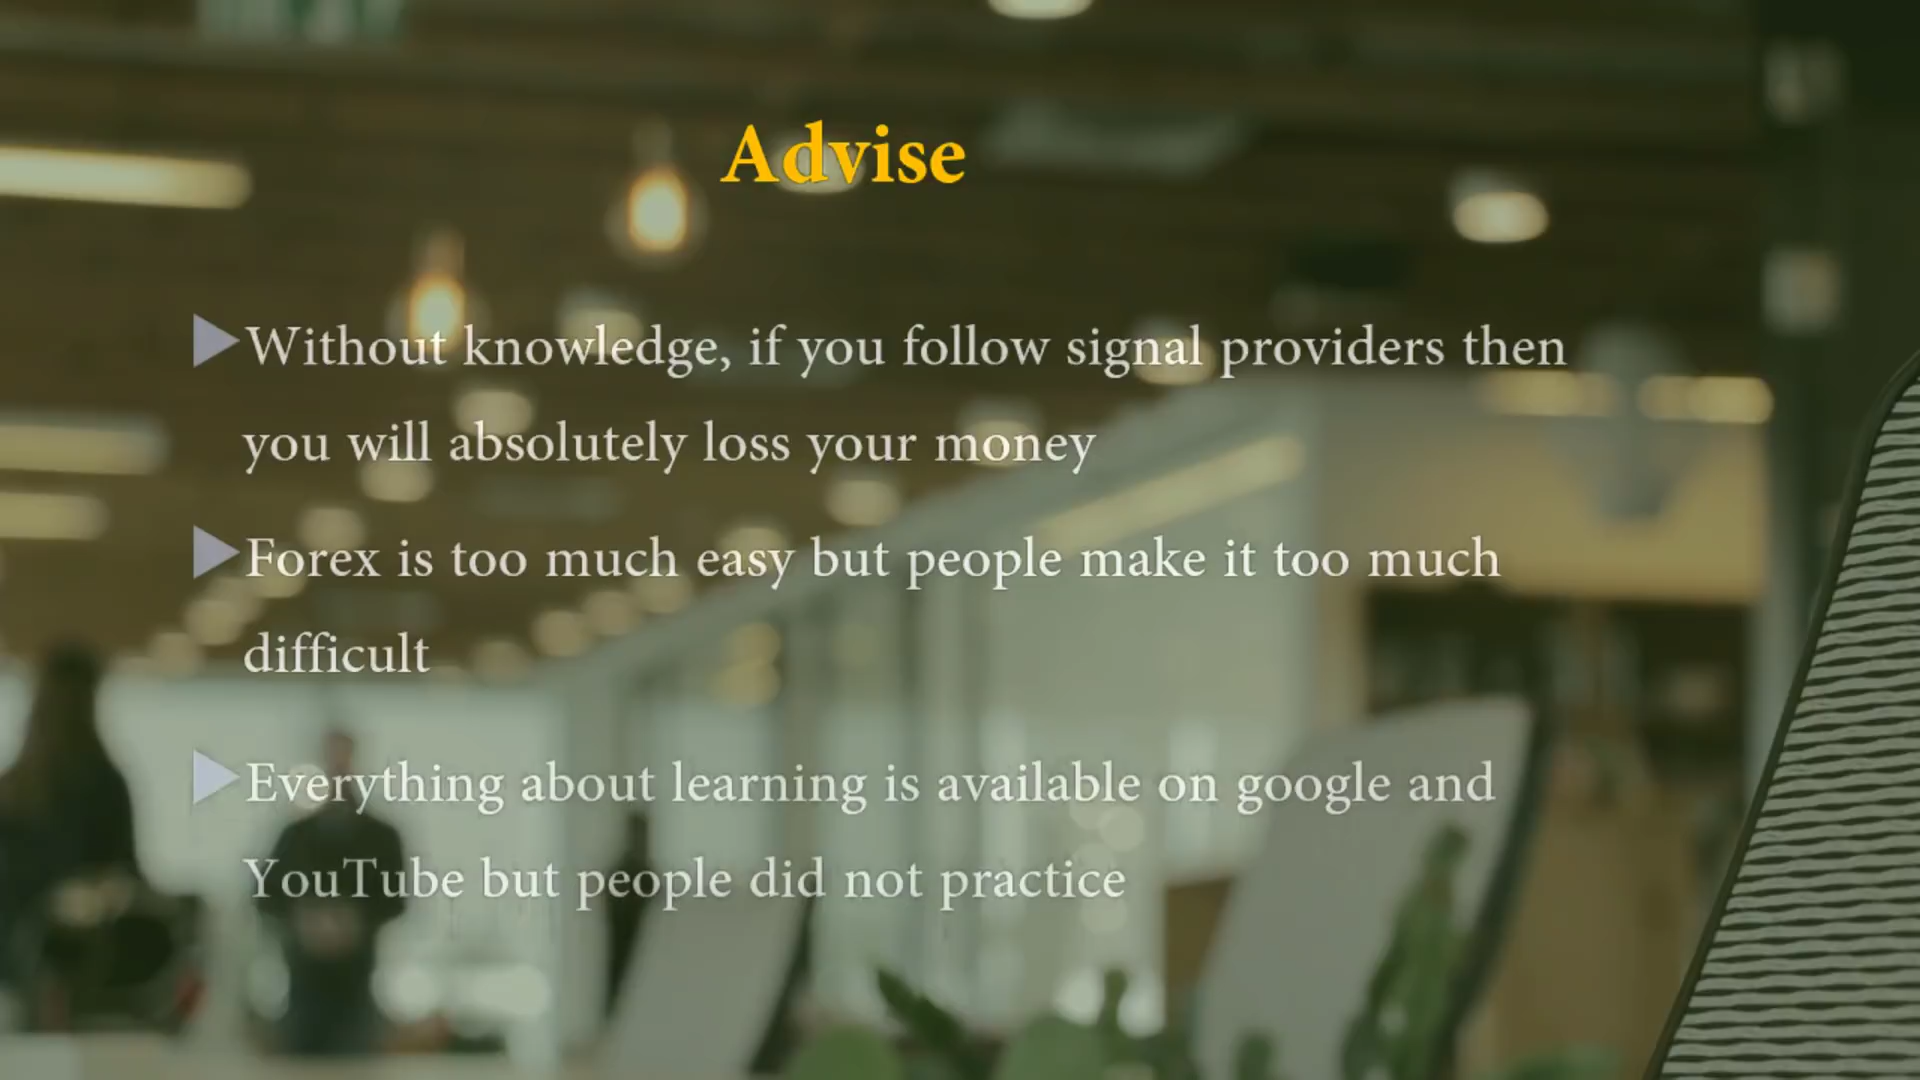 Advise
Without knowledge, if you follow signal providers then
you will absolutely loss your money
Forex is too much easy but people make it too much
difficult
Everything about learning is available on google and
YouTube but people did not practice